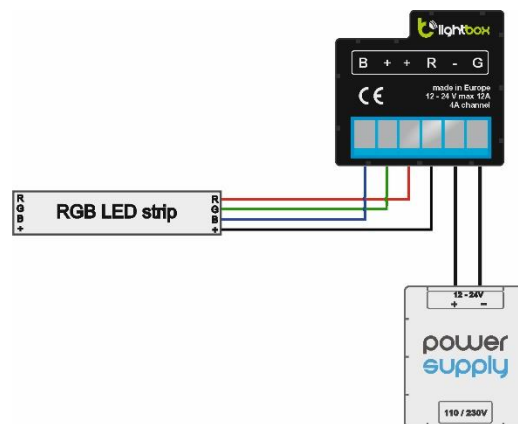 lightbox
B + + R - G
CE
made in Europe
12 - 24 V max 12A
4A channel
R
G
B
+
RGB LED strip
R
G
B
+
12 - 24V
+ -
power
supply
110 / 230V